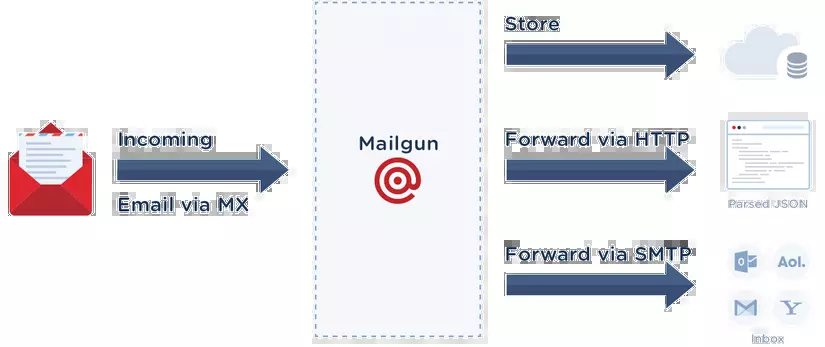 Store
Incoming
Mailgun
Forward via HTTP
Email via MX
Parsed JSON
Forward via SMTP
Aol.
Inbox